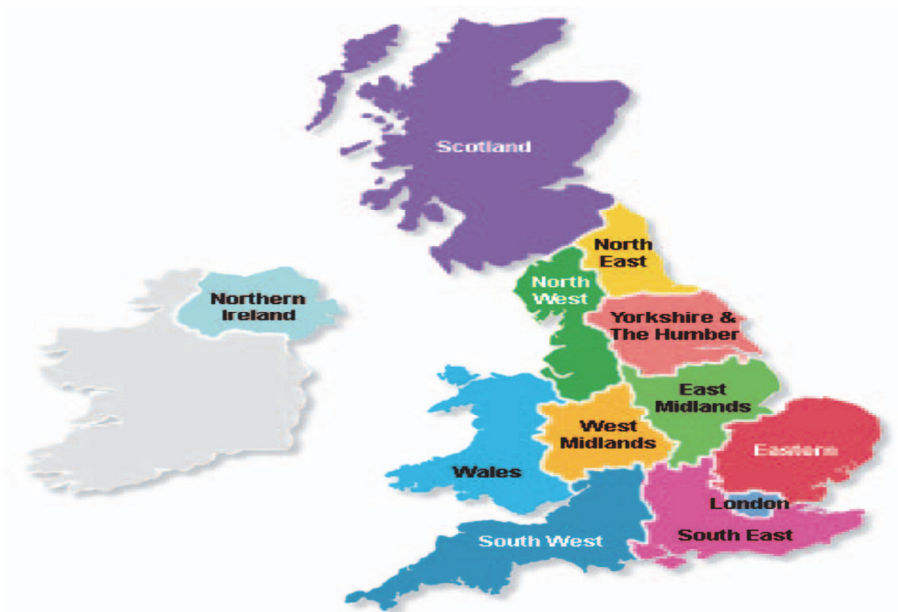 Scotland
North
East
North
West
Northern
Ireland
Yorkshire &
The Humber
East
Midlands
West
Midlands
Eastern
Wales
London
South East
South West